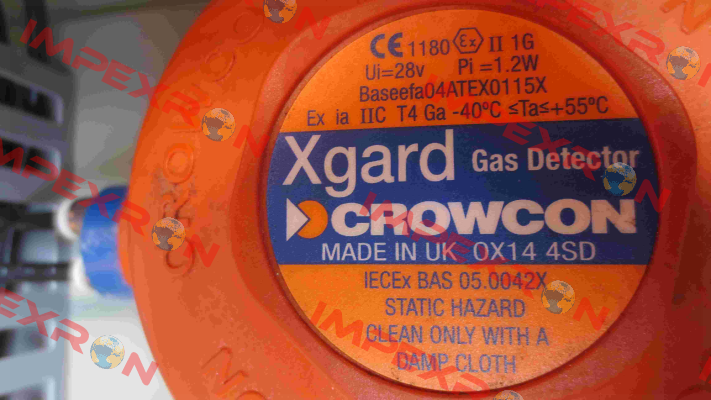 CE 1180 Ex II 1G
Ui=28v Pi=1.2W
Baseefa04ATEX0115X
Ex ia IIC T4 Ga -40ºC ≤Ta≤+55ºC
Xgard Gas Detector
CROWCON
MADE IN UK OX14 4SD
IECEx BAS 05.0042X
STATIC HAZARD
CLEAN ONLY WITH A
DAMP CLOTH
IMPEXRON
IMPEXRON
IMPEXRON
IMPEXRON
IMPEXRON